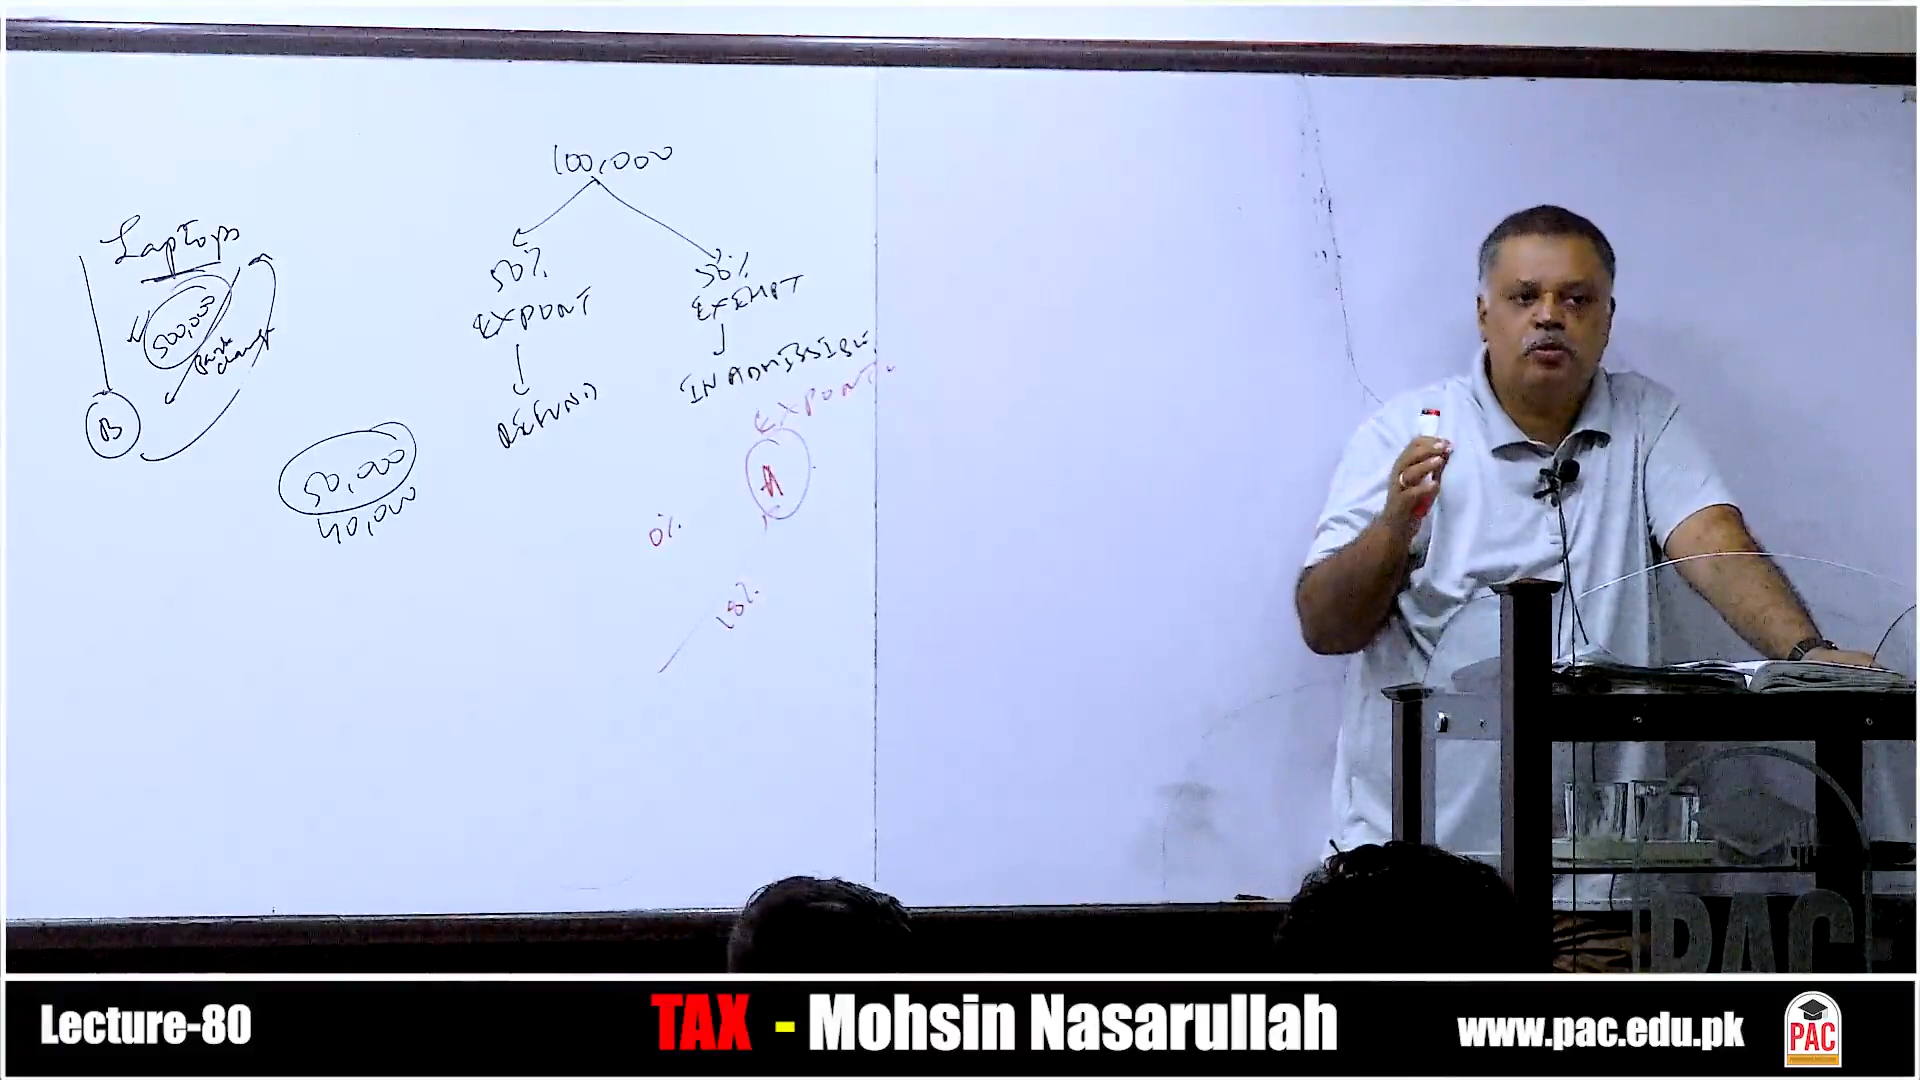 100,000
50%
EXPORT
REFUND
50%
EXEMPT
INADMISSIBLE
Laptops
500,000
B
50,000
40,000
EXPORT
A
0%
18%
PAC
Lecture-80
TAX - Mohsin Nasarullah
www.pac.edu.pk
PAC